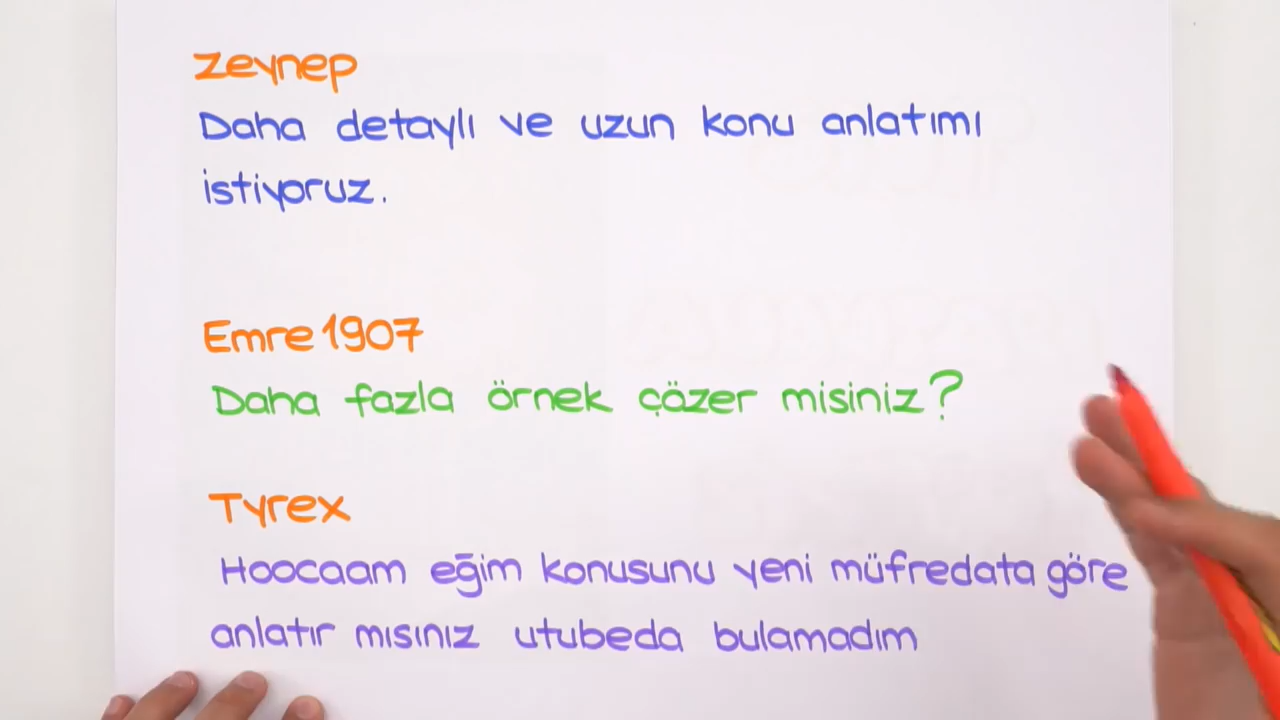 Zeynep
Daha detaylı ve uzun konu anlatımı
istiyoruz.
Emre1907
Daha fazla örnek çözer misiniz?
Tyrex
Hoocaam eğim konusunu yeni müfredata göre
anlatır mısınız utubeda bulamadım